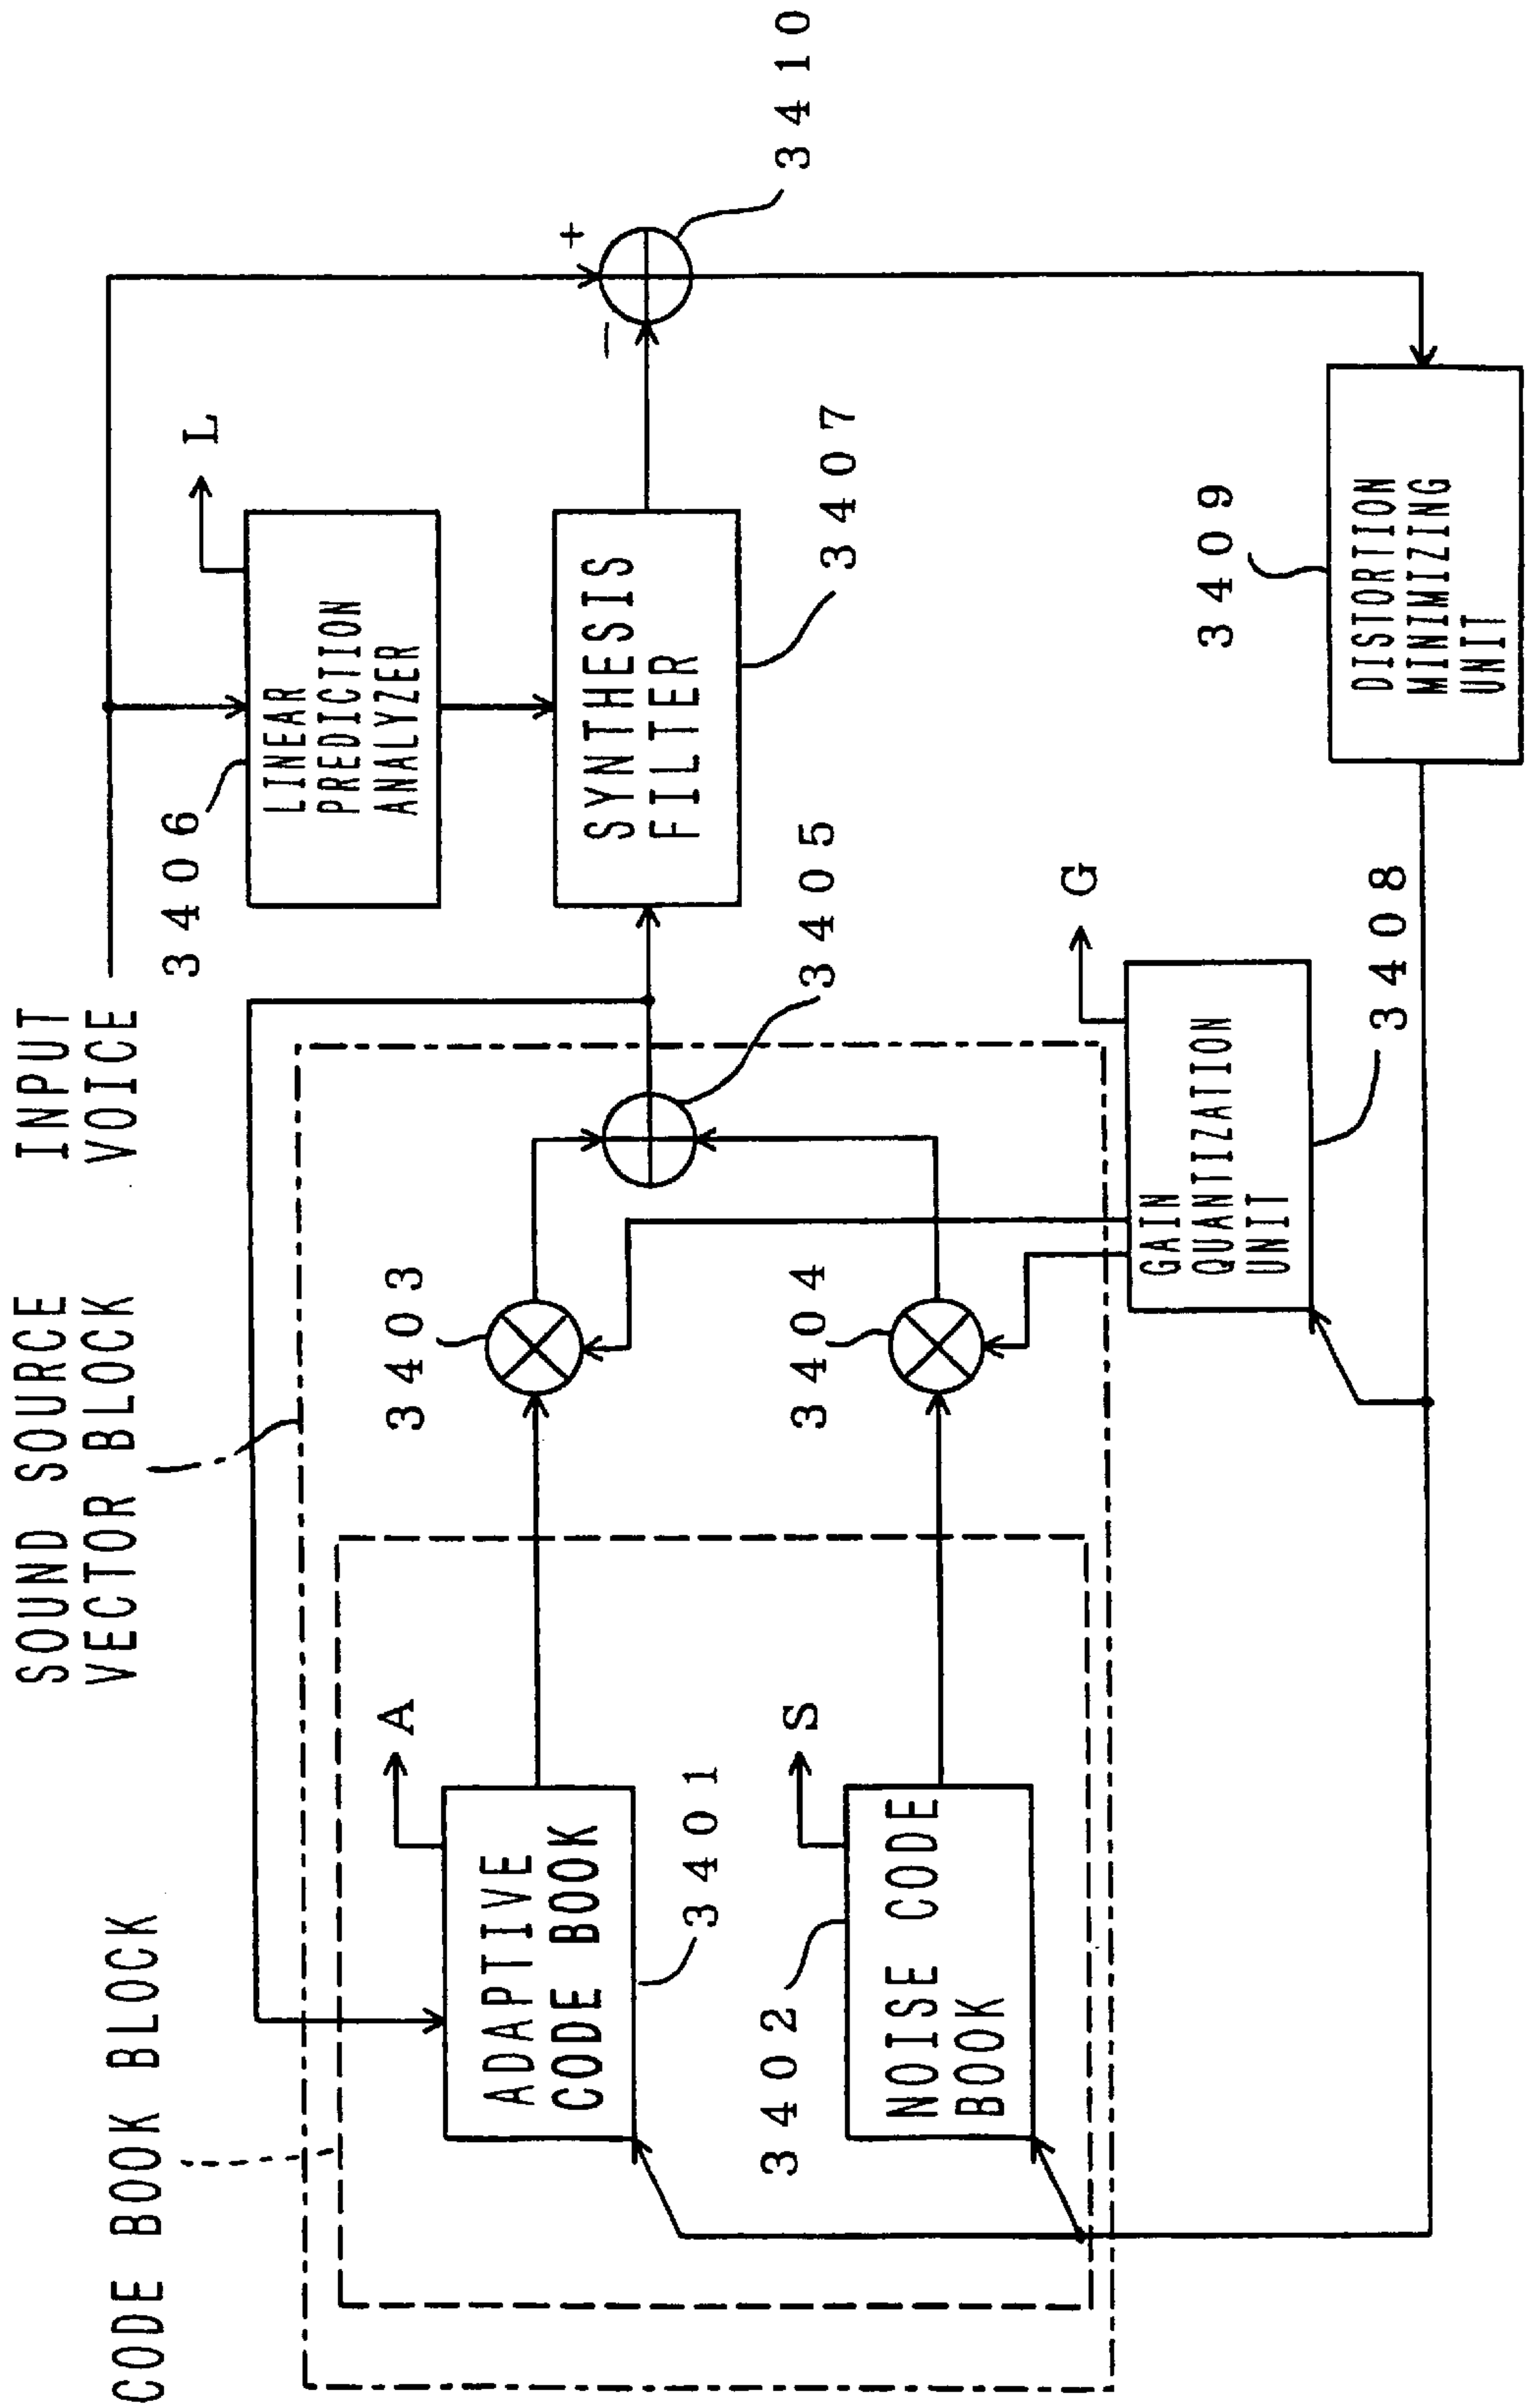 CODE BOOK BLOCK
SOUND SOURCE
VECTOR BLOCK
INPUT
VOICE
3406
LINEAR
PREDICTION
ANALYZER
L
A
ADAPTIVE
CODE BOOK
3401
3403
3405
SYNTHESIS
FILTER
3407
+
−
3410
3402
NOISE CODE
BOOK
S
3404
GAIN
QUANTIZATION
UNIT
G
3408
3409
DISTORTION
MINIMIZING
UNIT